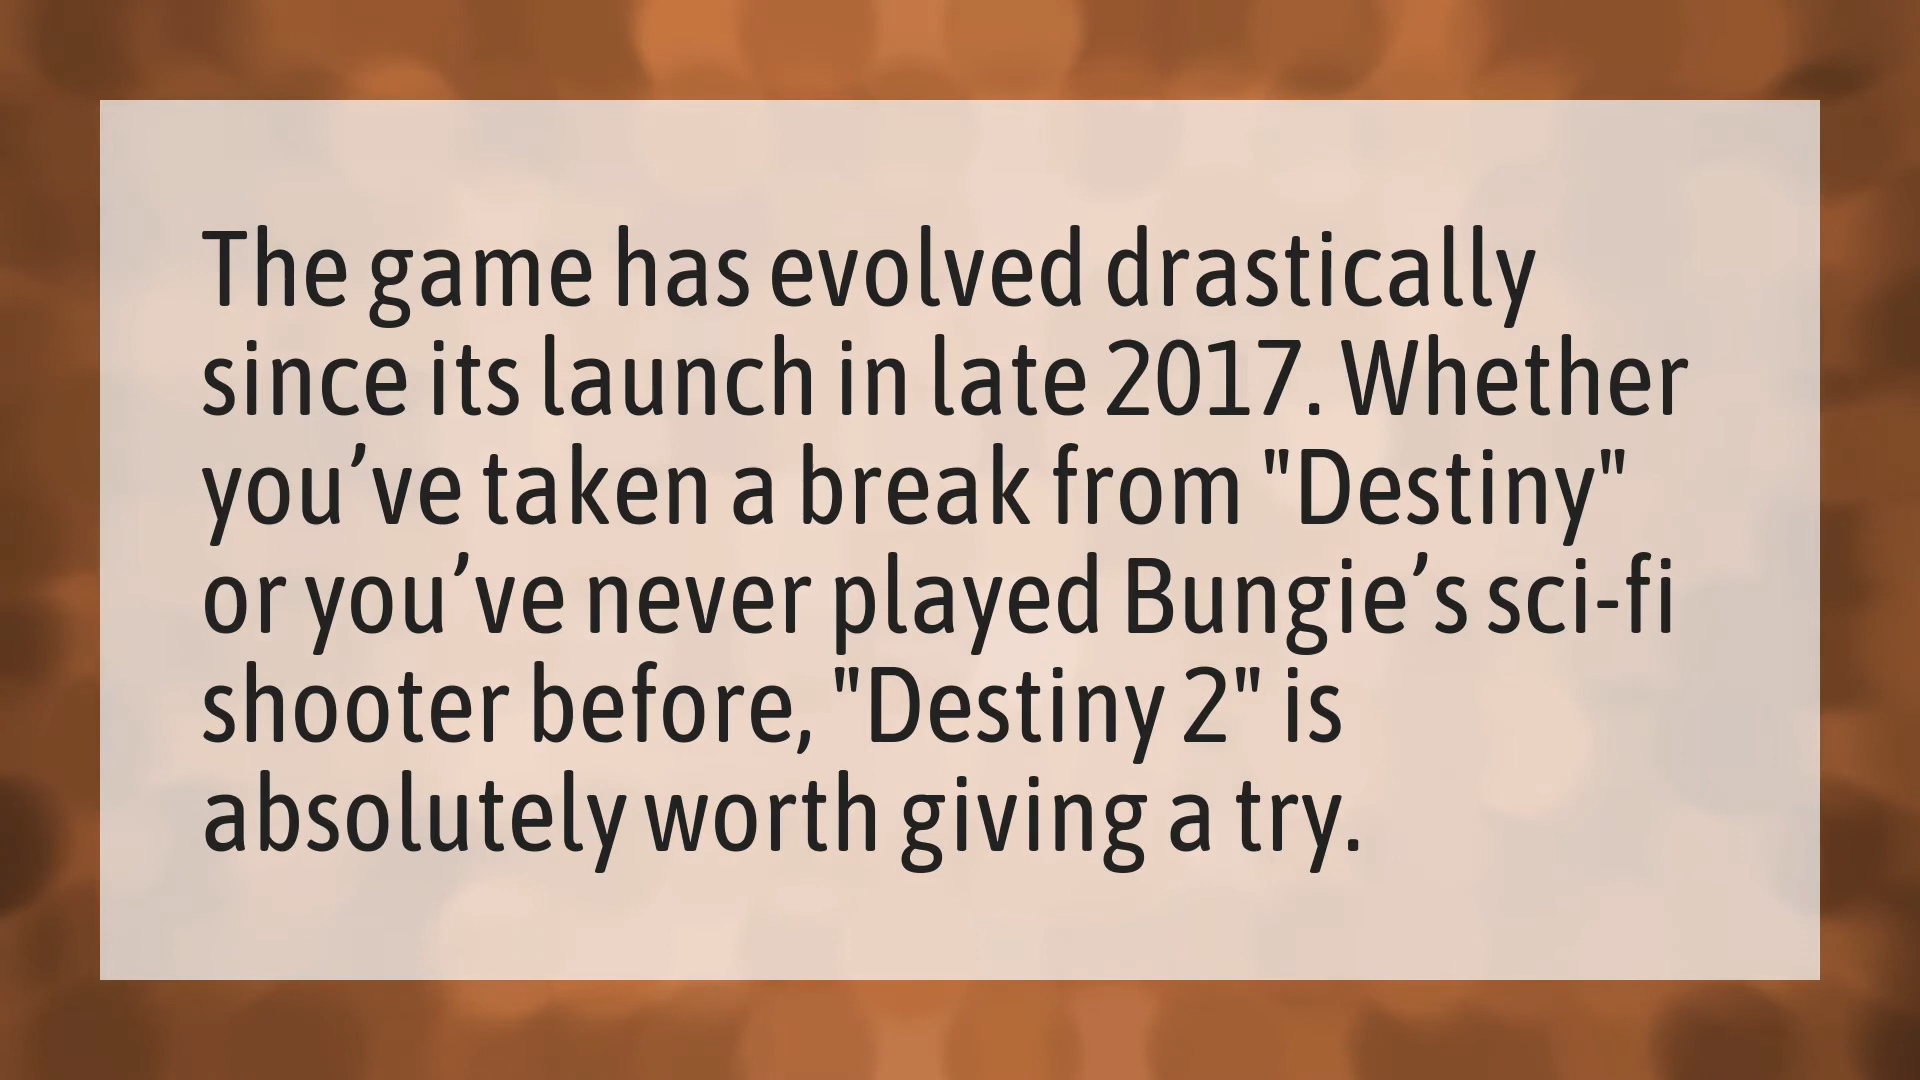 The game has evolved drastically
since its launch in late 2017. Whether
you’ve taken a break from "Destiny"
or you’ve never played Bungie’s sci-fi
shooter before, "Destiny 2" is
absolutely worth giving a try.